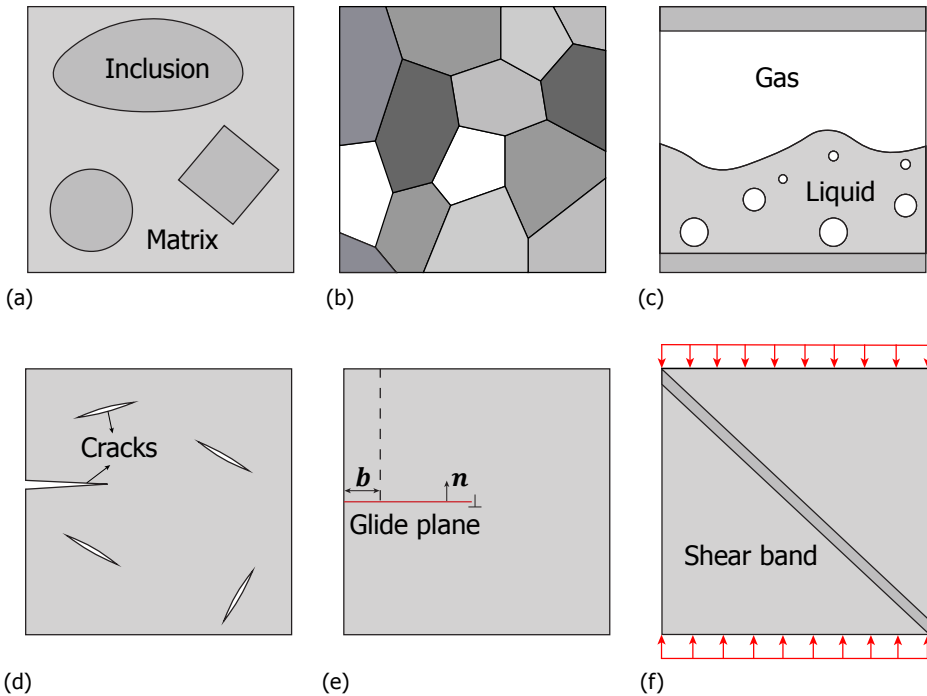 Inclusion
Matrix
(a)
(b)
Gas
Liquid
(c)
Cracks
(d)
b
n
Glide plane
(e)
Shear band
(f)